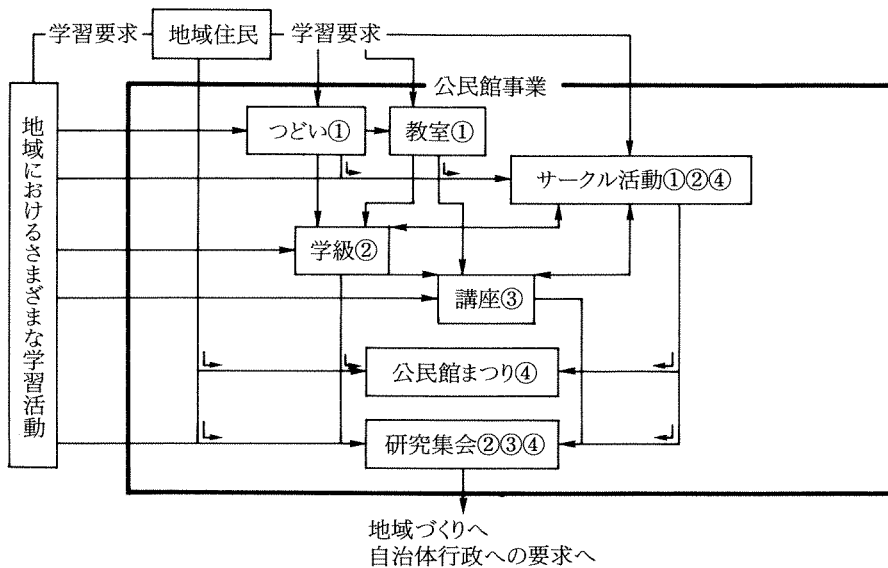 学習要求
地域住民
学習要求
公民館事業
地域におけるさまざまな学習活動
つどい①
教室①
サークル活動①②④
学級②
講座③
公民館まつり④
研究集会②③④
地域づくりへ
自治体行政への要求へ